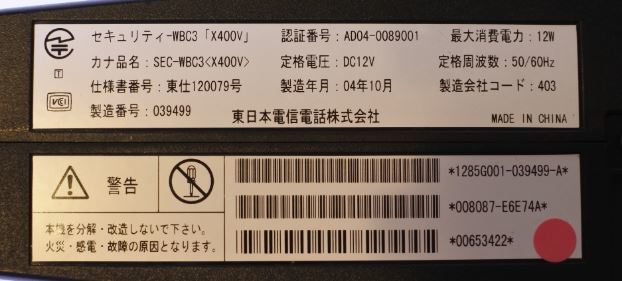 セキュリティ-WBC3「X400V」 認証番号：AD04-0089001 最大消費電力：12W
カナ品名：SEC-WBC3<X400V> 定格電圧：DC12V 定格周波数：50/60Hz
T
仕様書番号：東仕120079号 製造年月：04年10月 製造会社コード：403
VCCI
製造番号：039499 東日本電信電話株式会社 MADE IN CHINA
警告
本機を分解・改造しないで下さい。
火災・感電・故障の原因となります。
*1285G001-039499-A*
*008087-E6E74A*
*00653422*